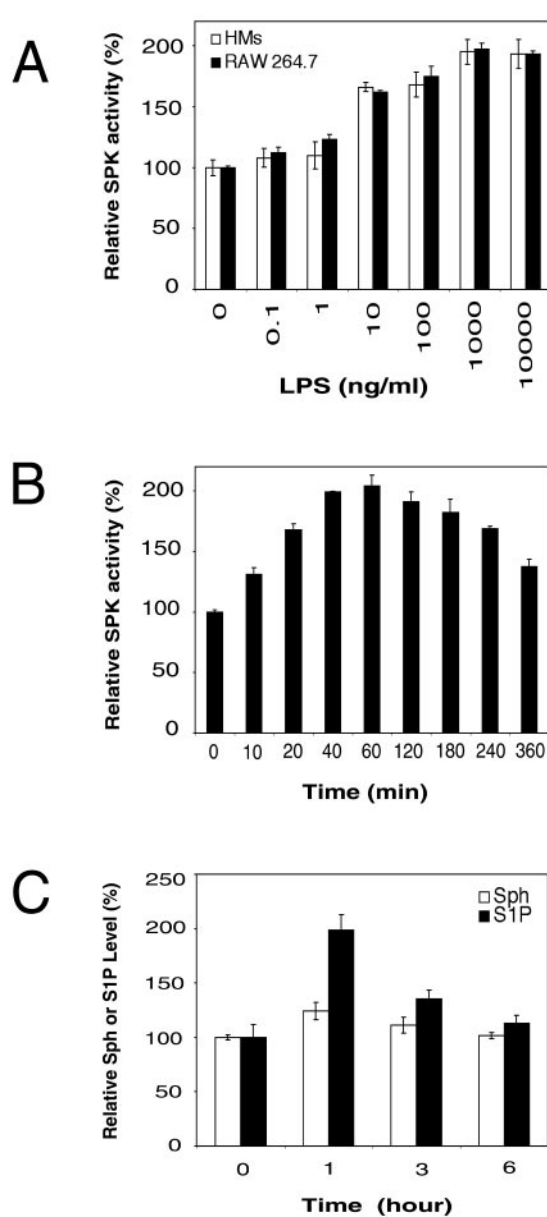 A
Relative SPK activity (%)
200
150
100
50
0
HMs
RAW 264.7
0
0.1
1
10
100
1000
10000
LPS (ng/ml)
B
Relative SPK activity (%)
200
150
100
50
0
0 10 20 40 60 120 180 240 360
Time (min)
C
Relative Sph or S1P Level (%)
250
200
150
100
50
0
Sph
S1P
0 1 3 6
Time (hour)